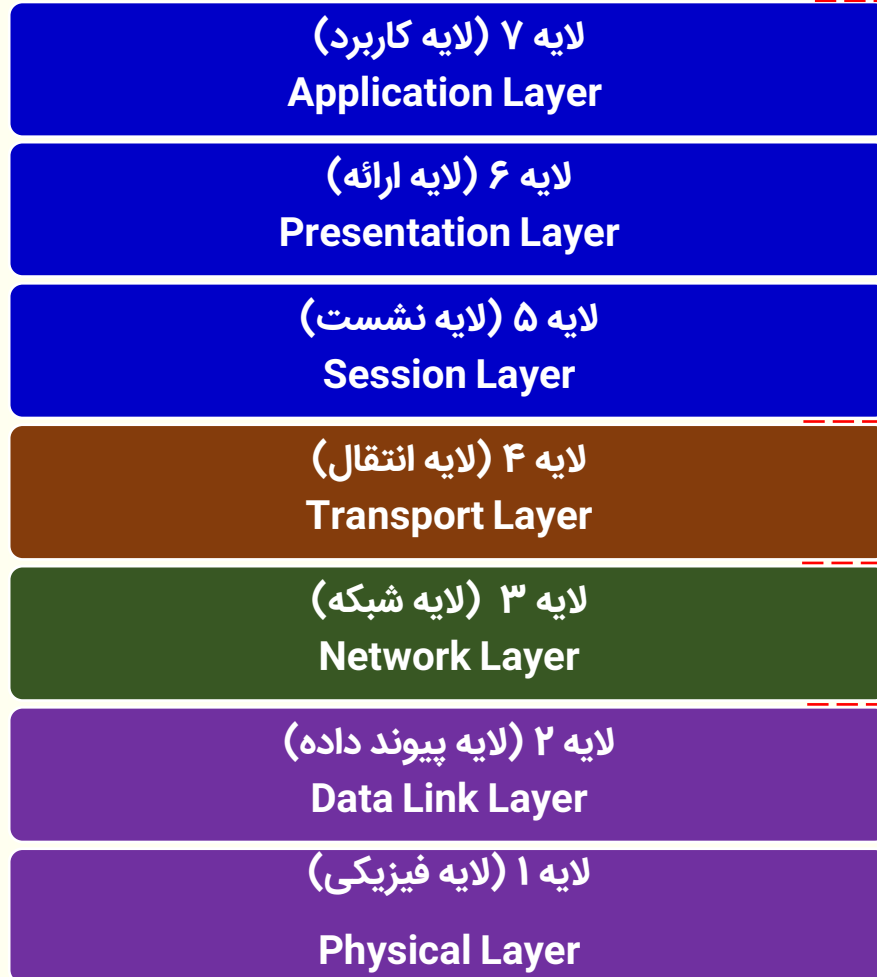 لایه ۷ (لایه کاربرد)
Application Layer
لایه ۶ (لایه ارائه)
Presentation Layer
لایه ۵ (لایه نشست)
Session Layer
لایه ۴ (لایه انتقال)
Transport Layer
لایه ۳ (لایه شبکه)
Network Layer
لایه ۲ (لایه پیوند داده)
Data Link Layer
لایه ۱ (لایه فیزیکی)
Physical Layer